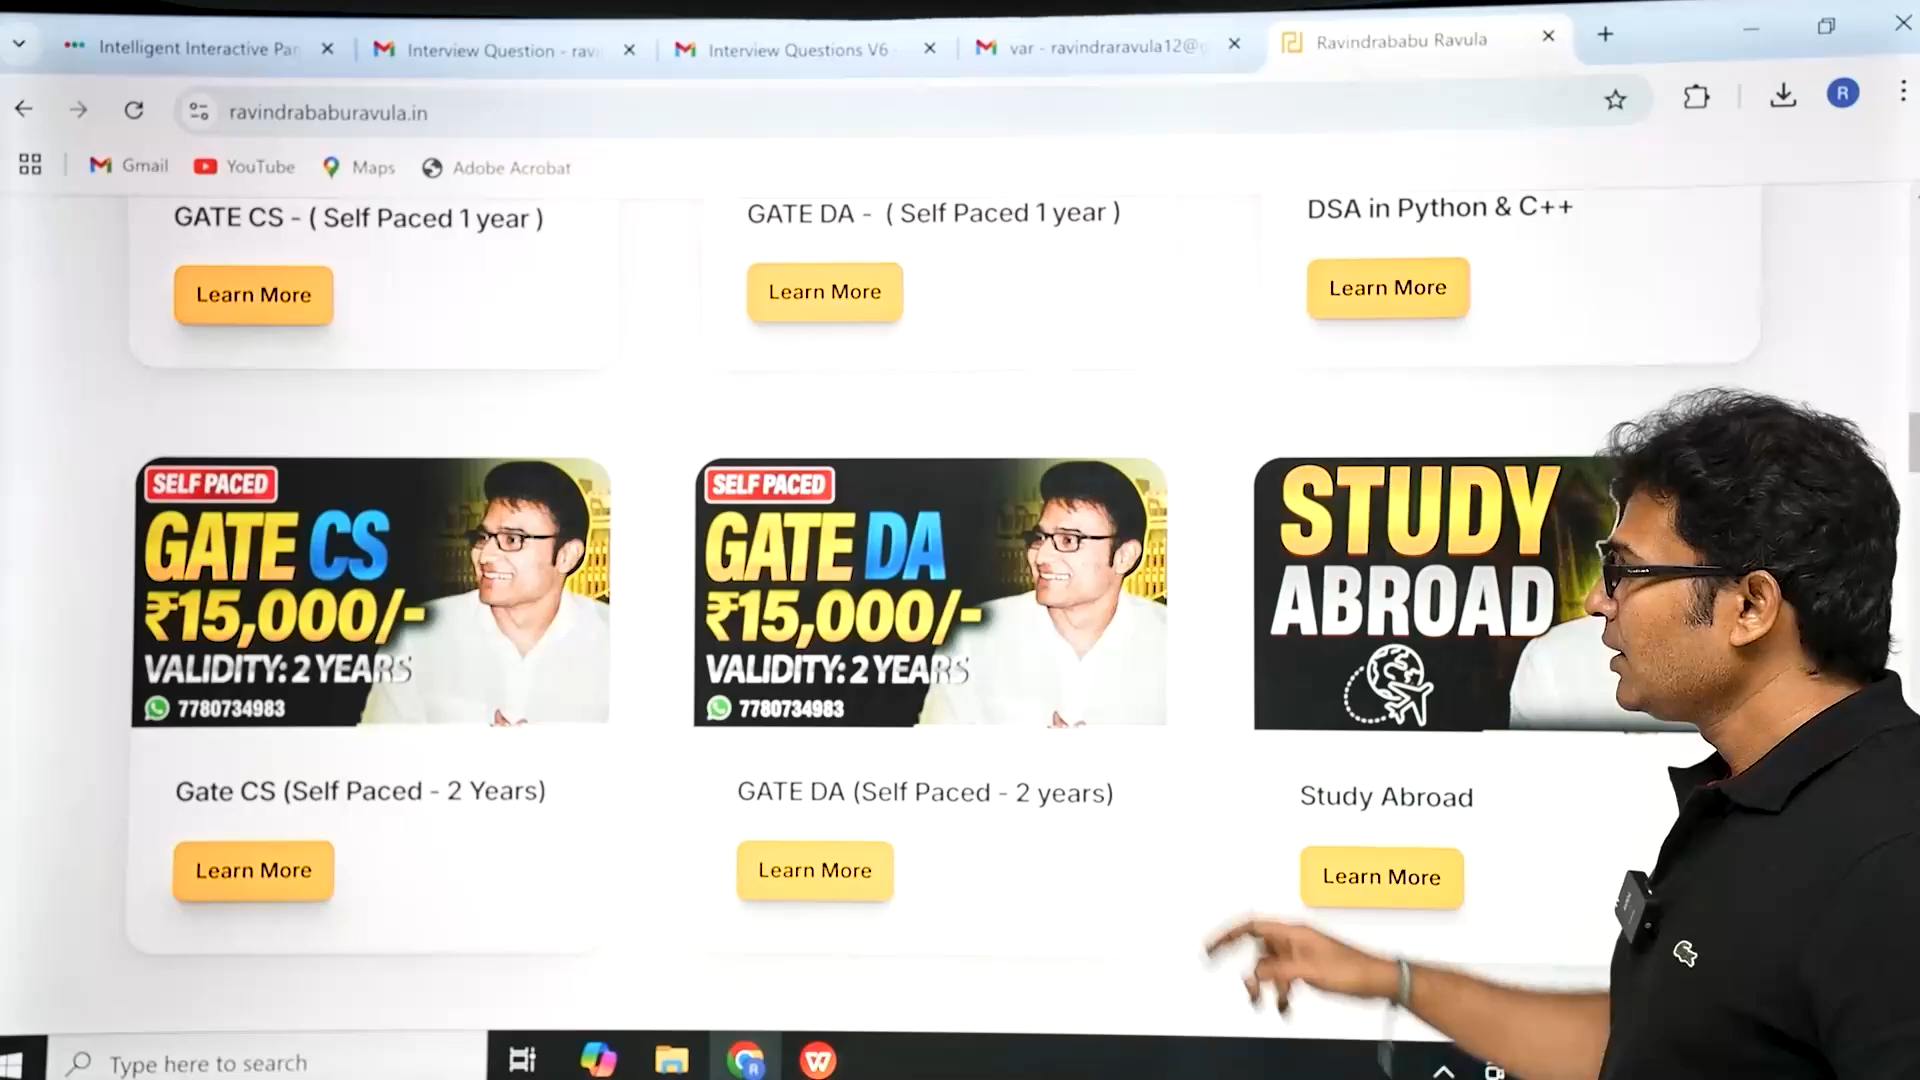 Intelligent Interactive Par
Interview Question - rav
Interview Questions V6
var - ravindraravula12@g
Ravindrababu Ravula
ravindrababuravula.in
R
Gmail
YouTube
Maps
Adobe Acrobat
GATE CS - ( Self Paced 1 year )
GATE DA - ( Self Paced 1 year )
DSA in Python & C++
Learn More
Learn More
Learn More
SELF PACED
GATE CS
₹15,000/-
VALIDITY: 2 YEARS
7780734983
SELF PACED
GATE DA
₹15,000/-
VALIDITY: 2 YEARS
7780734983
STUDY
ABROAD
Gate CS (Self Paced - 2 Years)
GATE DA (Self Paced - 2 years)
Study Abroad
Learn More
Learn More
Learn More
Type here to search